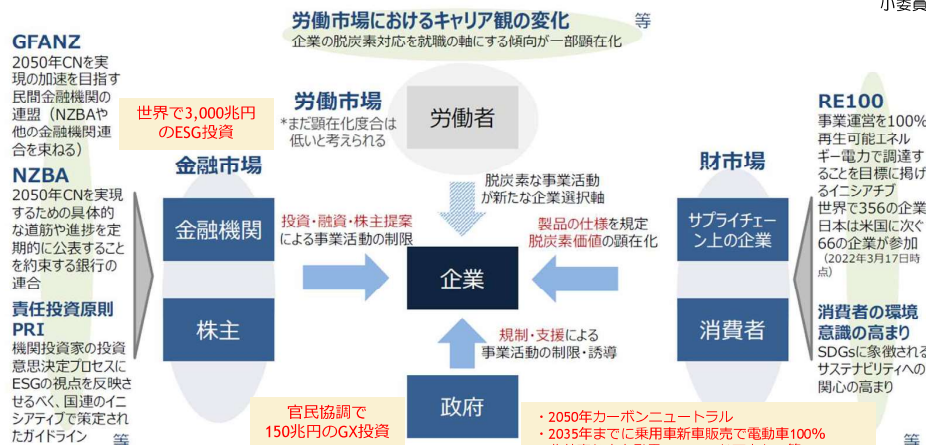 小委員
労働市場におけるキャリア観の変化
等
企業の脱炭素対応を就職の軸にする傾向が一部顕在化
GFANZ
2050年CNを実
現の加速を目指す
民間金融機関の
連盟（NZBAや
他の金融機関連
合を束ねる）
NZBA
2050年CNを実現
するための具体的
な道筋や進捗を定
期的に公表すること
を約束する銀行の
連合
責任投資原則
PRI
機関投資家の投資
意思決定プロセスに
ESGの視点を反映さ
せるべく、国連のイニ
シアティブで策定され
たガイドライン
等
世界で3,000兆円
のESG投資
金融市場
金融機関
株主
労働市場
*まだ顕在化度合は
低いと考えられる
労働者
脱炭素な事業活動
が新たな企業選択軸
投資・融資・株主提案
による事業活動の制限
製品の仕様を規定
脱炭素価値の顕在化
企業
規制・支援による
事業活動の制限・誘導
政府
官民協調で
150兆円のGX投資
・2050年カーボンニュートラル
・2035年までに乗用車新車販売で電動車100%
財市場
サプライチェー
ン上の企業
消費者
RE100
事業運営を100%
再生可能エネル
ギー電力で調達す
ることを目標に掲げ
るイニシアチブ
世界で356の企業
日本は米国に次ぐ
66の企業が参加
（2022年3月17日時
点）
消費者の環境
意識の高まり
SDGsに象徴される
サステナビリティへの
関心の高まり
等